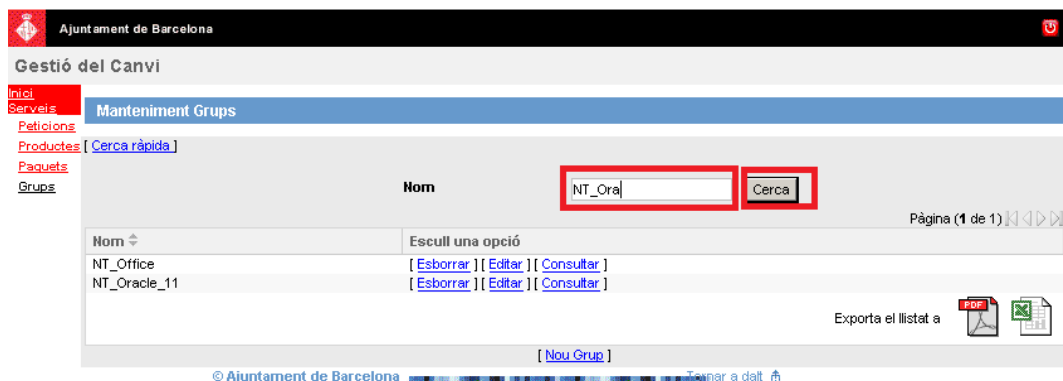 Ajuntament de Barcelona
Gestió del Canvi
Inici
Serveis
Peticions
Productes
Paquets
Grups
Manteniment Grups
[ Cerca ràpida ]
Nom NT_Ora Cerca
Pàgina (1 de 1)
Nom Escull una opció
NT_Office [ Esborrar ] [ Editar ] [ Consultar ]
NT_Oracle_11 [ Esborrar ] [ Editar ] [ Consultar ]
Exporta el llistat a PDF
[ Nou Grup ]
© Ajuntament de Barcelona Tornar a dalt